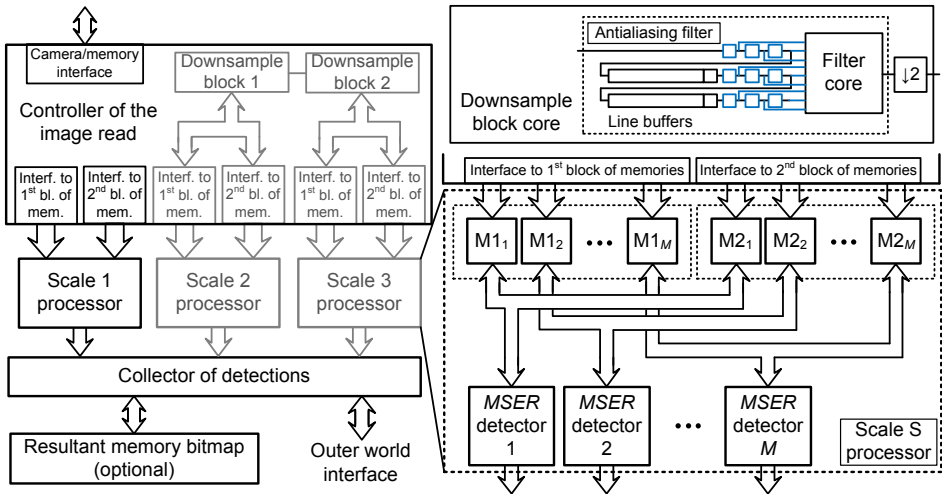 Camera/memory
interface
Controller of the
image read
Downsample
block 1
Downsample
block 2
Interf. to
1st bl. of
mem.
Interf. to
2nd bl. of
mem.
Interf. to
1st bl. of
mem.
Interf. to
2nd bl. of
mem.
Interf. to
1st bl. of
mem.
Interf. to
2nd bl. of
mem.
Scale 1
processor
Scale 2
processor
Scale 3
processor
Collector of detections
Resultant memory bitmap
(optional)
Outer world
interface
Antialiasing filter
Filter
core
↓2
Downsample
block core
Line buffers
Interface to 1st block of memories
Interface to 2nd block of memories
M1₁
M1₂
•••
M1M
M2₁
M2₂
•••
M2M
MSER
detector
1
MSER
detector
2
•••
MSER
detector
M
Scale S
processor